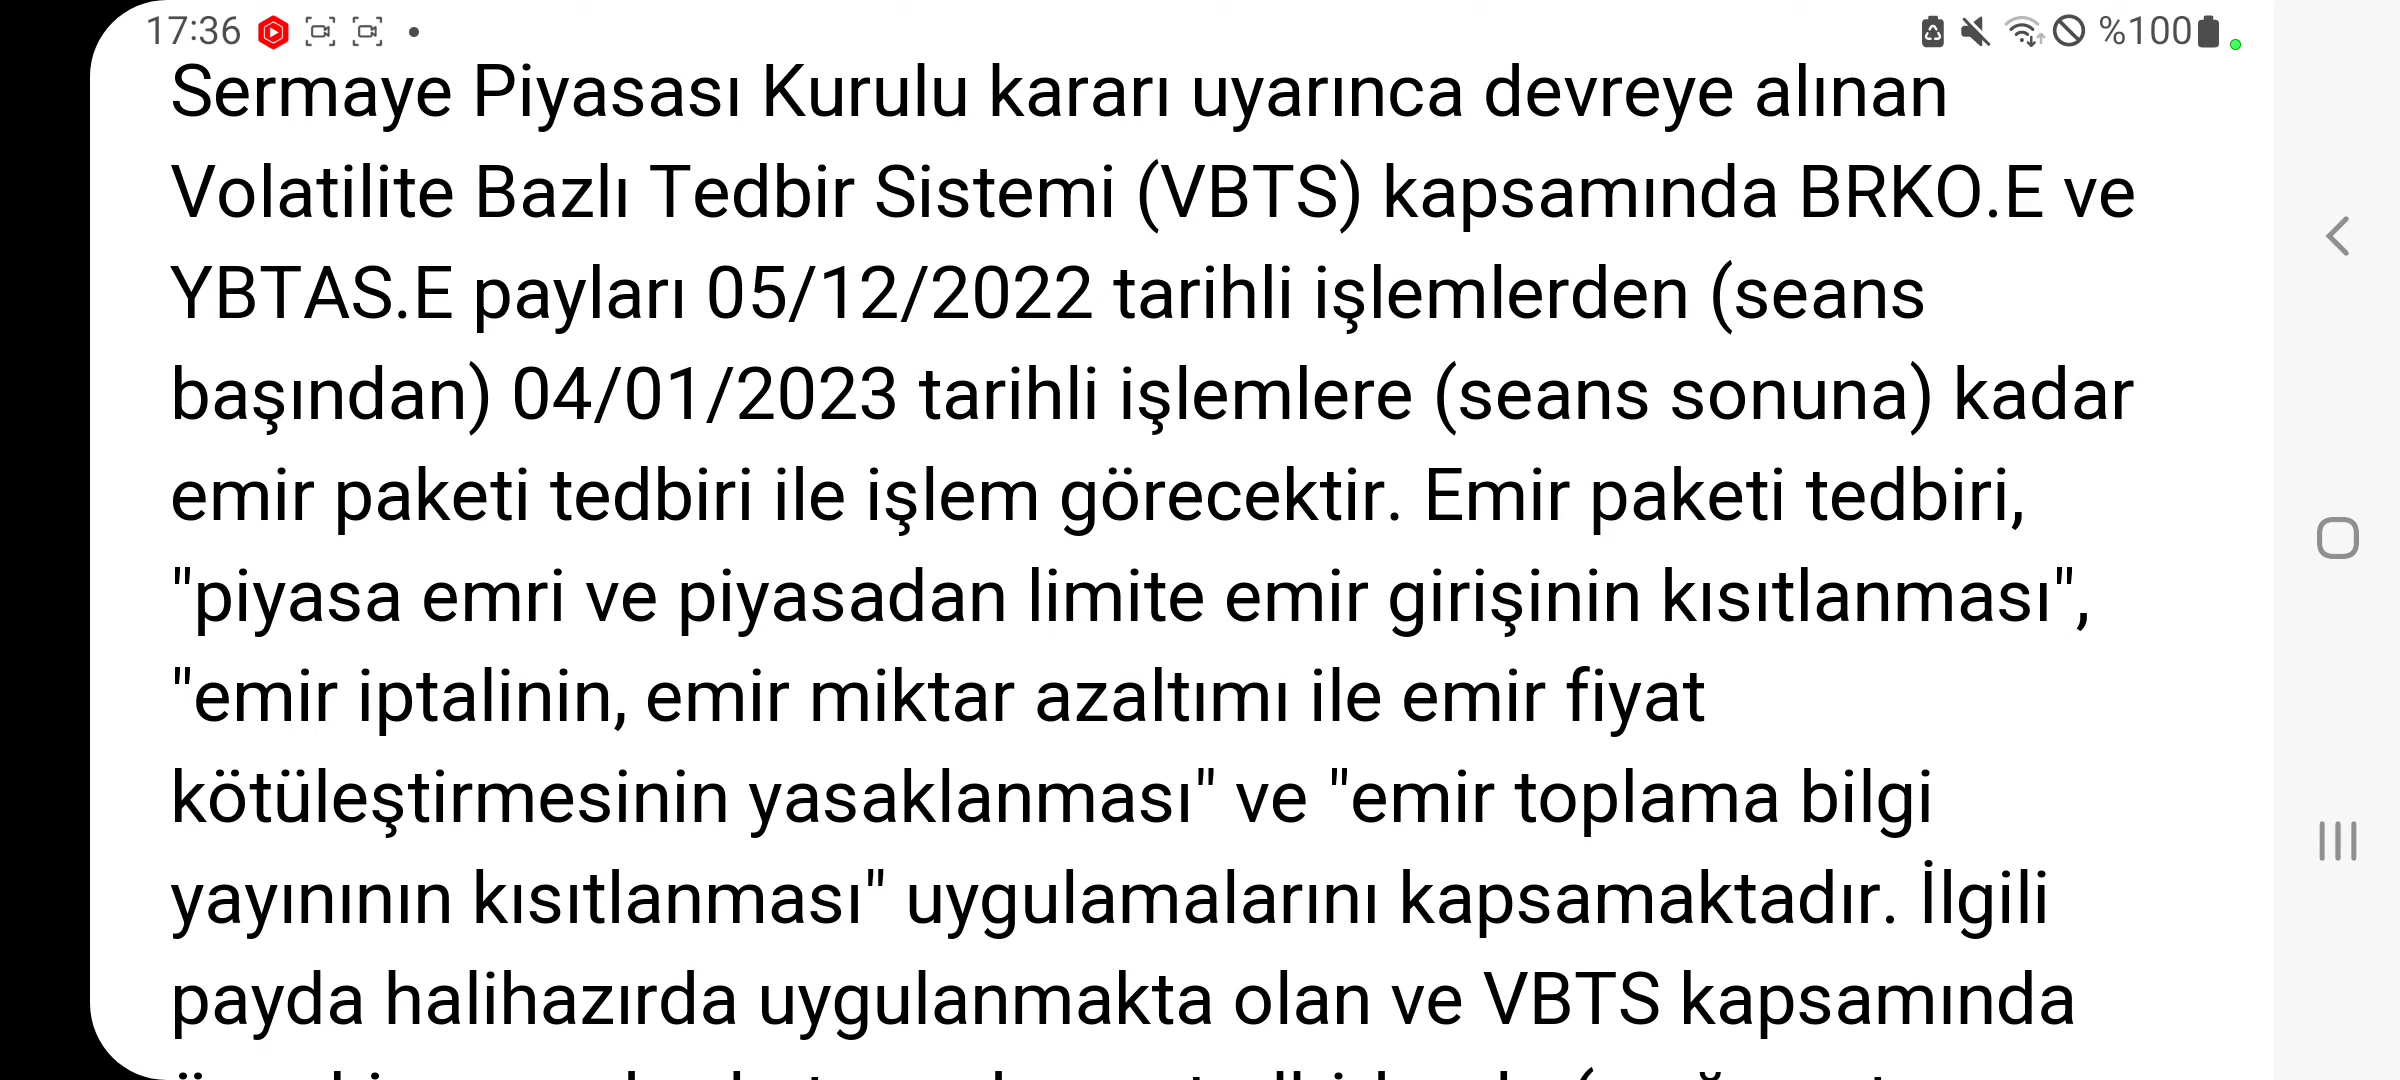 17:36
%100
Sermaye Piyasası Kurulu kararı uyarınca devreye alınan
Volatilite Bazlı Tedbir Sistemi (VBTS) kapsamında BRKO.E ve
YBTAS.E payları 05/12/2022 tarihli işlemlerden (seans
başından) 04/01/2023 tarihli işlemlere (seans sonuna) kadar
emir paketi tedbiri ile işlem görecektir. Emir paketi tedbiri,
"piyasa emri ve piyasadan limite emir girişinin kısıtlanması",
"emir iptalinin, emir miktar azaltımı ile emir fiyat
kötüleştirmesinin yasaklanması" ve "emir toplama bilgi
yayınının kısıtlanması" uygulamalarını kapsamaktadır. İlgili
payda halihazırda uygulanmakta olan ve VBTS kapsamında